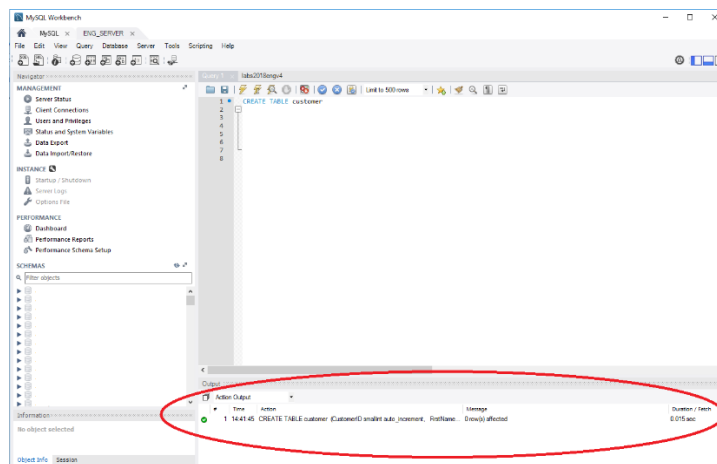 MySQL Workbench
MySQL × ENG_SERVER ×
File Edit View Query Database Server Tools Scripting Help
Navigator
MANAGEMENT
Server Status
Client Connections
Users and Privileges
Status and System Variables
Data Export
Data Import/Restore
INSTANCE
Startup / Shutdown
Server Logs
Options File
PERFORMANCE
Dashboard
Performance Reports
Performance Schema Setup
SCHEMAS
Filter objects
Information
No object selected
Object Info Session
Query 1 × labs2018engv4
Limit to 500 rows
1 CREATE TABLE customer
2
3
4
5
6
7
8
Output
Action Output
# Time Action Message Duration / Fetch
1 14:41:45 CREATE TABLE customer (CustomerID smallint auto_increment, FirstName... 0 row(s) affected 0.015 sec